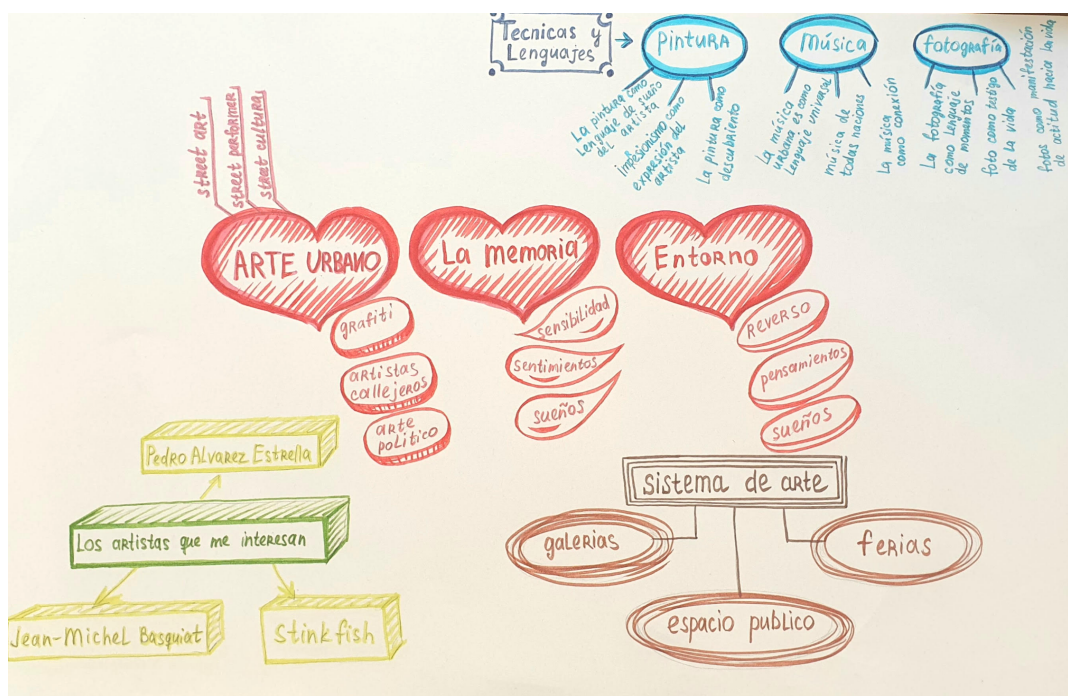 Tecnicas y
Lenguajes
pintura
Música
fotografía
La pintura como
Lenguaje de sueño
del artista
Impesionismo como
expresión del
artista
La pintura como
descubriento
La música
urbana es como
Lenguaje universal
música de
todas naciones
La música
como conexión
La fotografía
como Lenguaje
de momentos
foto como testigo
de la vida
fotos como manifestación
de actitud hacia la vida
street art
street performer
street cultura
ARTE URBANO
La memoria
Entorno
grafiti
artistas
callejeros
arte
político
sensibilidad
sentimientos
sueños
Reverso
pensamientos
sueños
Pedro Alvarez Estrella
Los artistas que me interesan
Jean-Michel Basquiat
Stinkfish
sistema de arte
galerias
ferias
espacio publico